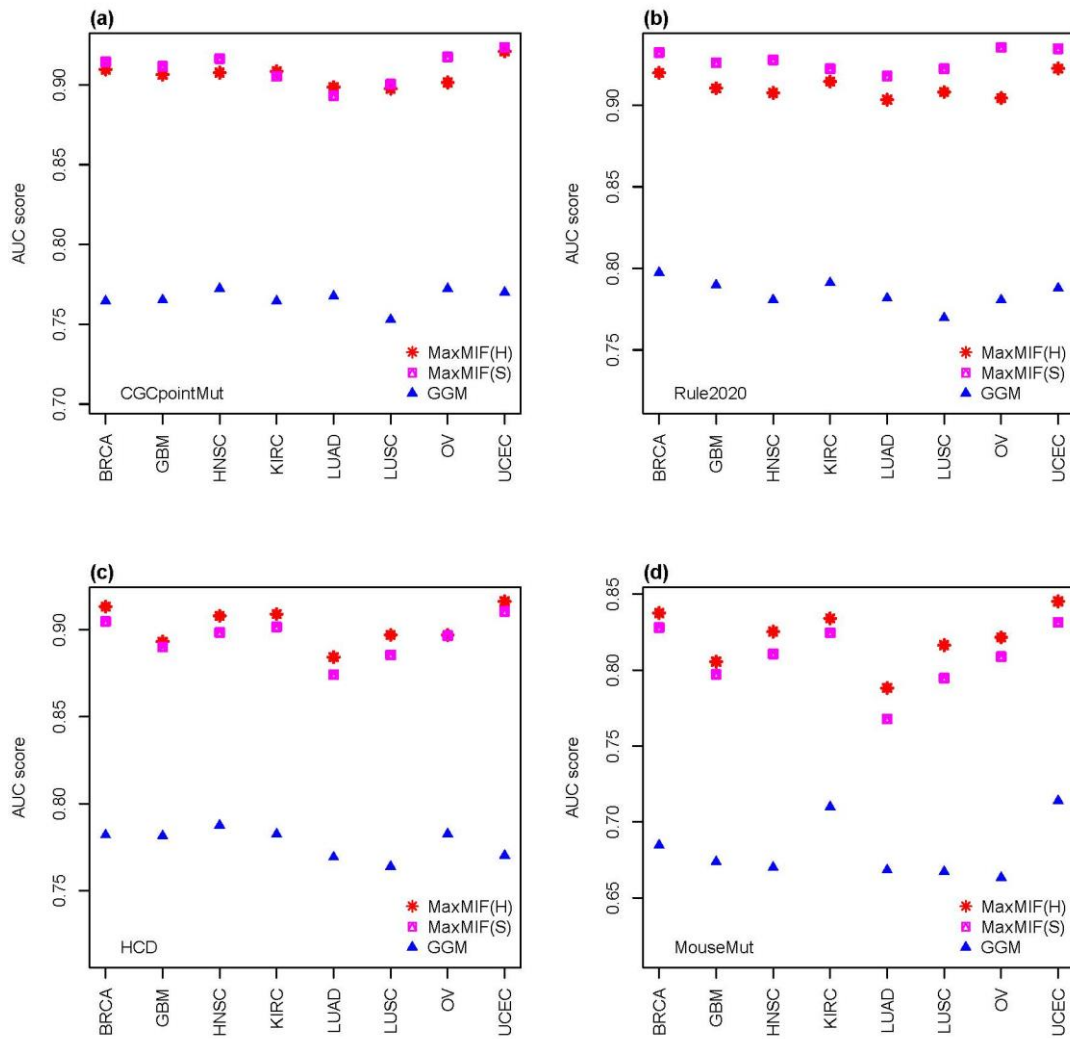 (a)
AUC score
0.90
0.85
0.80
0.75
0.70
MaxMIF(H)
MaxMIF(S)
GGM
CGCpointMut
BRCA
GBM
HNSC
KIRC
LUAD
LUSC
OV
UCEC
(b)
AUC score
0.90
0.80
0.75
MaxMIF(H)
MaxMIF(S)
GGM
Rule2020
BRCA
GBM
HNSC
KIRC
LUAD
LUSC
OV
UCEC
(c)
AUC score
0.90
0.85
0.80
0.75
MaxMIF(H)
MaxMIF(S)
GGM
HCD
BRCA
GBM
HNSC
KIRC
LUAD
LUSC
OV
UCEC
(d)
AUC score
0.85
0.80
0.75
0.70
0.65
MaxMIF(H)
MaxMIF(S)
GGM
MouseMut
BRCA
GBM
HNSC
KIRC
LUAD
LUSC
OV
UCEC